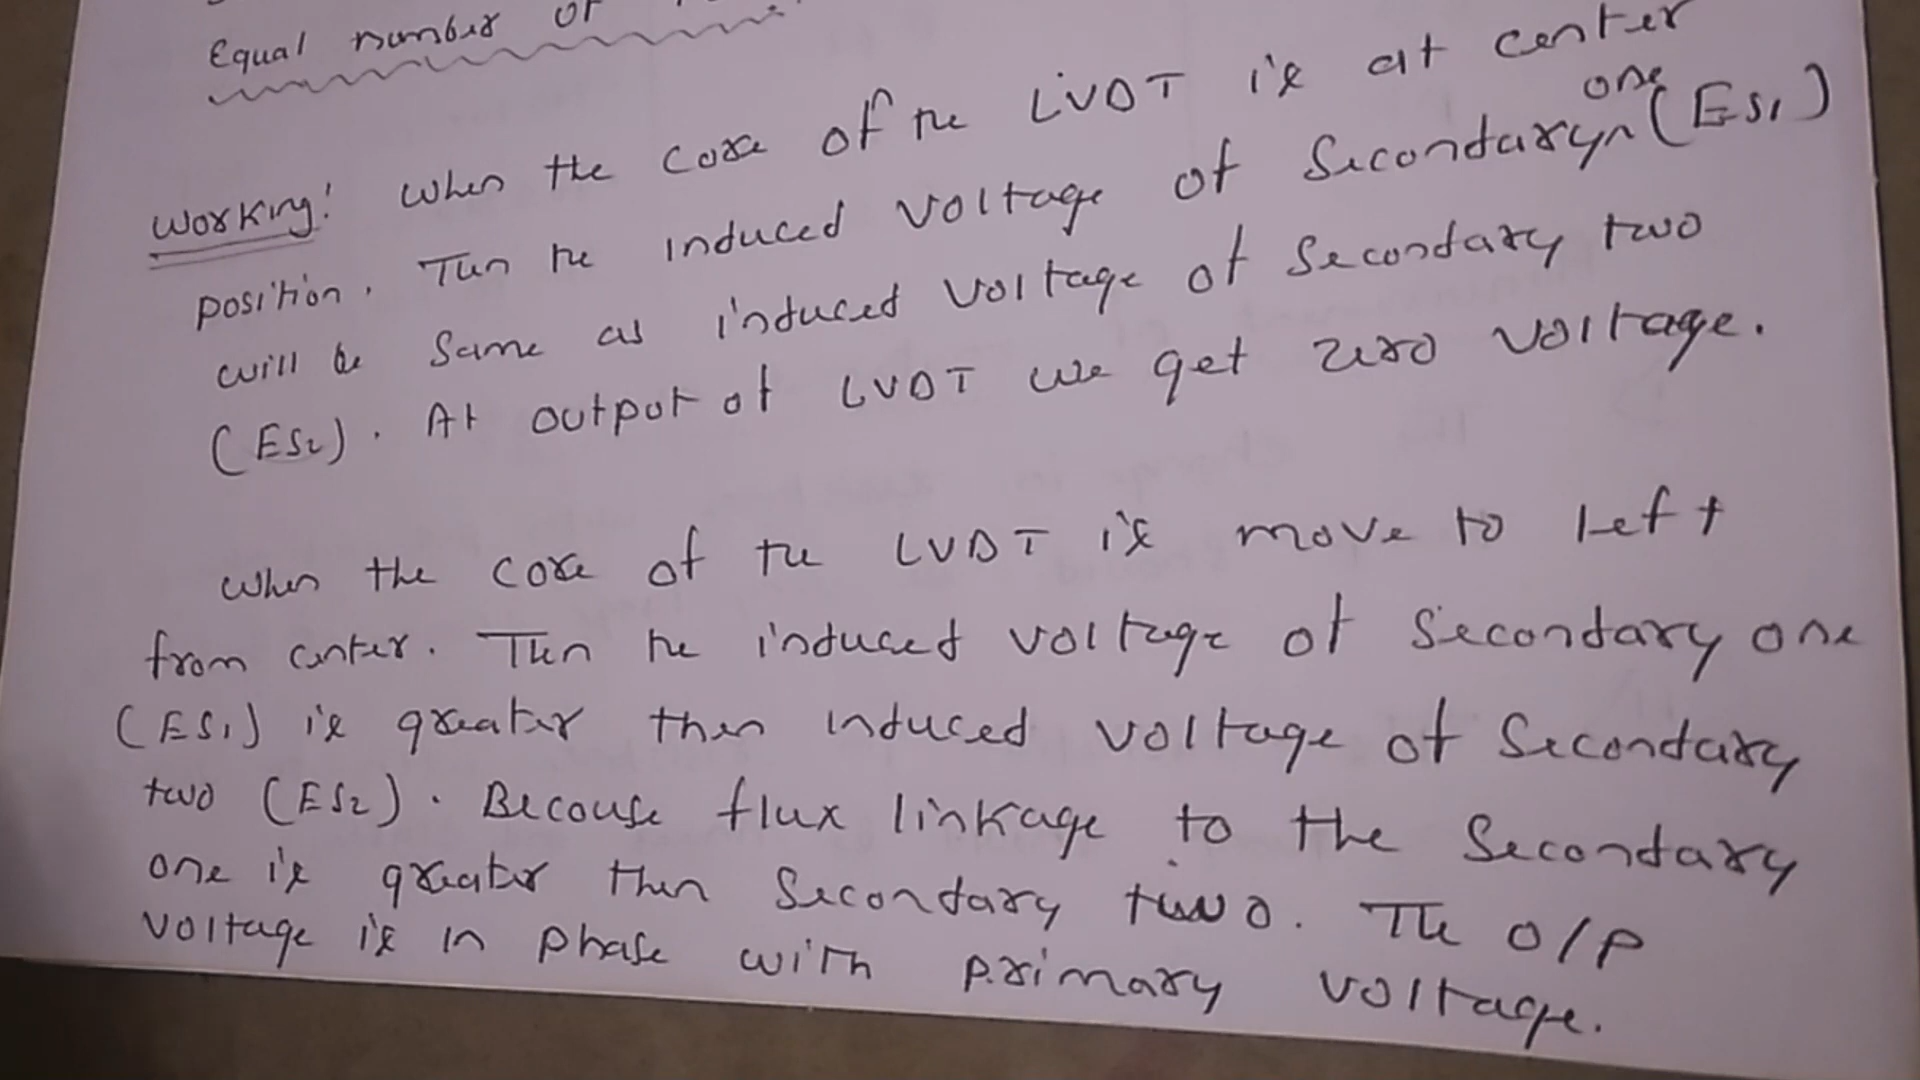 Equal number of
Working! When the core of the LVDT is at center
position. Then the induced voltage of Secondary one (ES1)
will be same as induced voltage of Secondary two
(ES2). At output of LVDT we get zero voltage.
When the core of the LVDT is move to left
from center. Then the induced voltage of Secondary one
(ES1) is greater then induced voltage of Secondary
two (ES2). Becouse flux linkage to the Secondary
one is greater then Secondary two. The O/P
voltage is in phase with primary voltage.